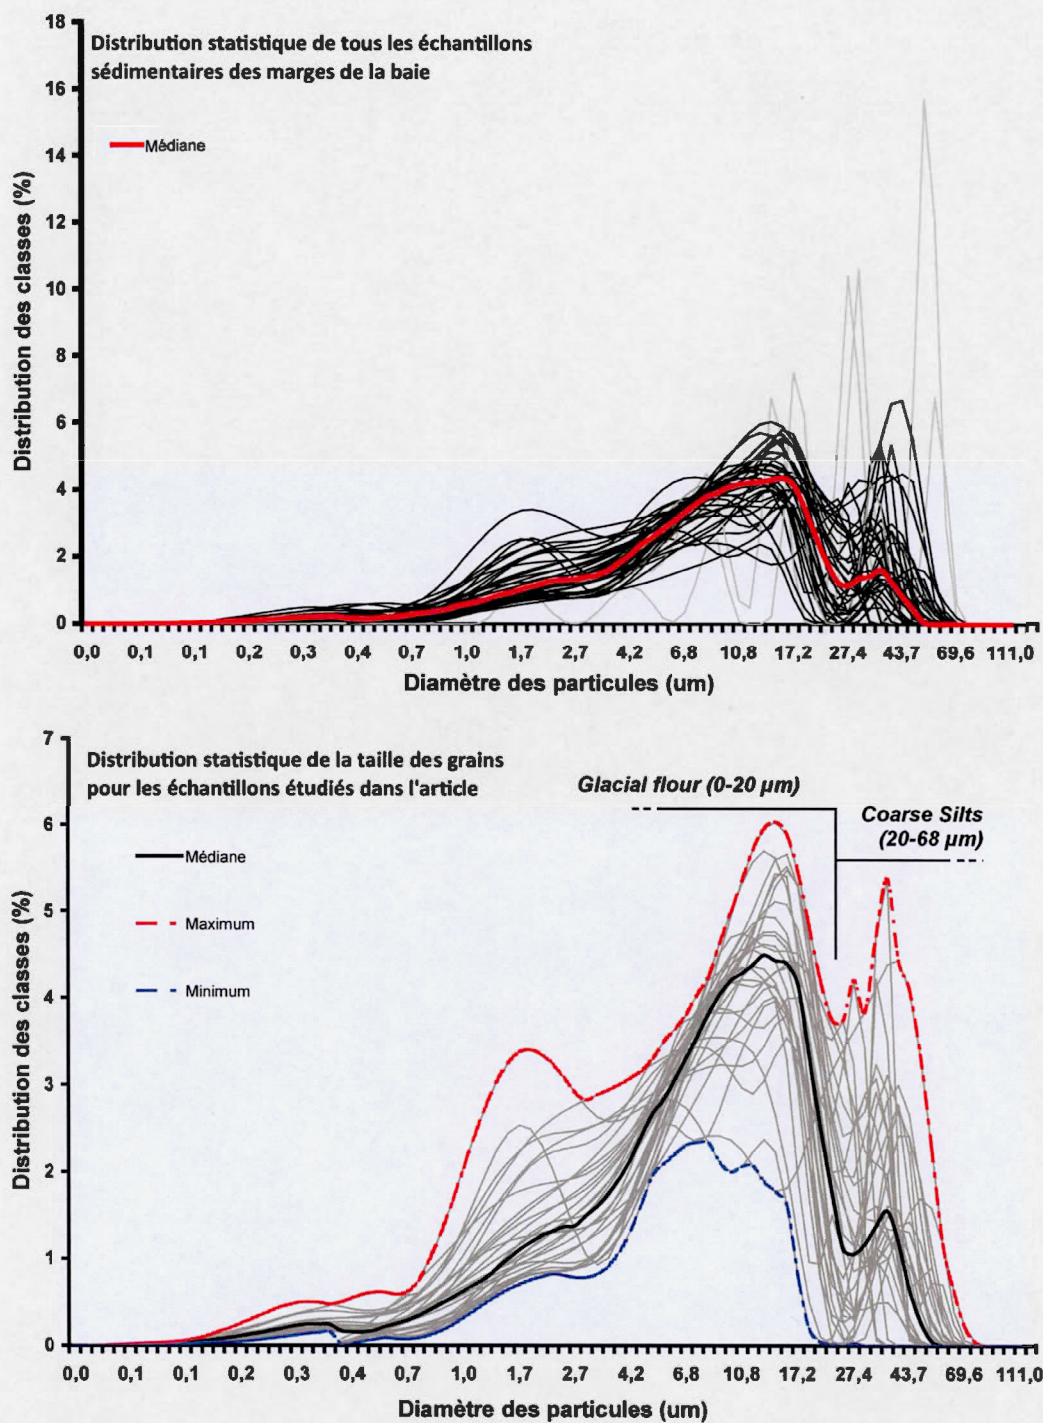 18
16
14
12
10
8
6
4
2
0
Distribution des classes (%)
Distribution statistique de tous les échantillons
sédimentaires des marges de la baie
Médiane
0,0 0,1 0,1 0,2 0,3 0,4 0,7 1,0 1,7 2,7 4,2 6,8 10,8 17,2 27,4 43,7 69,6 111,0
Diamètre des particules (um)
7
6
5
4
3
2
1
0
Distribution des classes (%)
Distribution statistique de la taille des grains
pour les échantillons étudiés dans l'article
Glacial flour (0-20 µm)
Coarse Silts
(20-68 µm)
Médiane
Maximum
Minimum
0,0 0,1 0,1 0,2 0,3 0,4 0,7 1,0 1,7 2,7 4,2 6,8 10,8 17,2 27,4 43,7 69,6 111,0
Diamètre des particules (um)